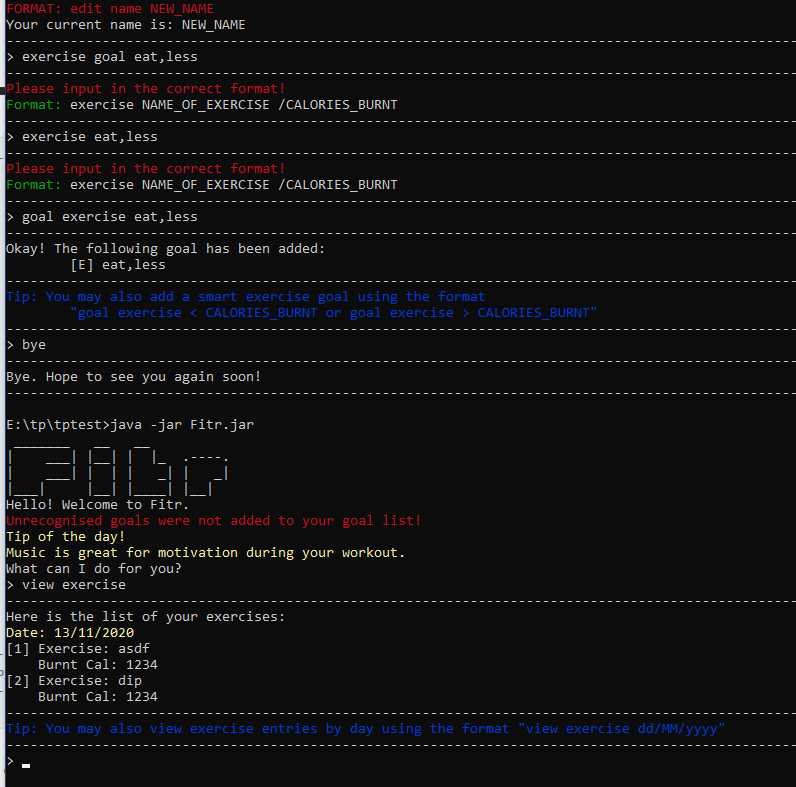 FORMAT: edit name NEW_NAME
Your current name is: NEW_NAME
> exercise goal eat,less
Please input in the correct format!
Format: exercise NAME_OF_EXERCISE /CALORIES_BURNT
> exercise eat,less
Please input in the correct format!
Format: exercise NAME_OF_EXERCISE /CALORIES_BURNT
> goal exercise eat,less
Okay! The following goal has been added:
[E] eat,less
Tip: You may also add a smart exercise goal using the format
"goal exercise < CALORIES_BURNT or goal exercise > CALORIES_BURNT"
> bye
Bye. Hope to see you again soon!
E:\tp\tptest>java -jar Fitr.jar
Fitr
Hello! Welcome to Fitr.
Unrecognised goals were not added to your goal list!
Tip of the day!
Music is great for motivation during your workout.
What can I do for you?
> view exercise
Here is the list of your exercises:
Date: 13/11/2020
[1] Exercise: asdf
Burnt Cal: 1234
[2] Exercise: dip
Burnt Cal: 1234
Tip: You may also view exercise entries by day using the format "view exercise dd/MM/yyyy"
>